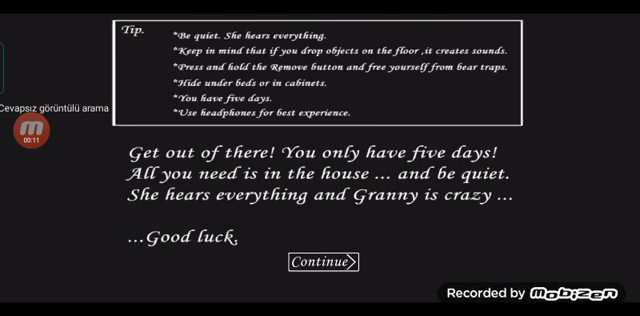 Tip.
*Be quiet. She hears everything.
*Keep in mind that if you drop objects on the floor ,it creates sounds.
*Press and hold the Remove button and free yourself from bear traps.
*Hide under beds or in cabinets.
*You have five days.
*Use headphones for best experience.
Cevapsız görüntülü arama
00:11
Get out of there! You only have five days!
All you need is in the house ... and be quiet.
She hears everything and Granny is crazy ...
...Good luck.
Continue
Recorded by mobizen